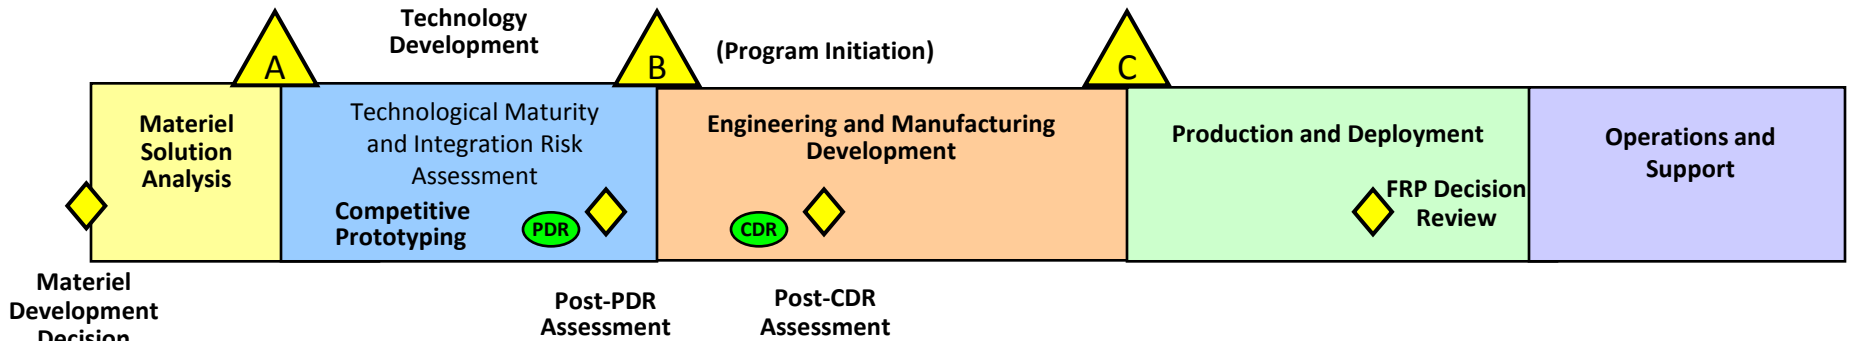 Technology
Development
A
B
(Program Initiation)
C
Materiel
Solution
Analysis
Technological Maturity
and Integration Risk
Assessment
Competitive
Prototyping
PDR
Engineering and Manufacturing
Development
CDR
Production and Deployment
FRP Decision
Review
Operations and
Support
Materiel
Development
Decision
Post-PDR
Assessment
Post-CDR
Assessment